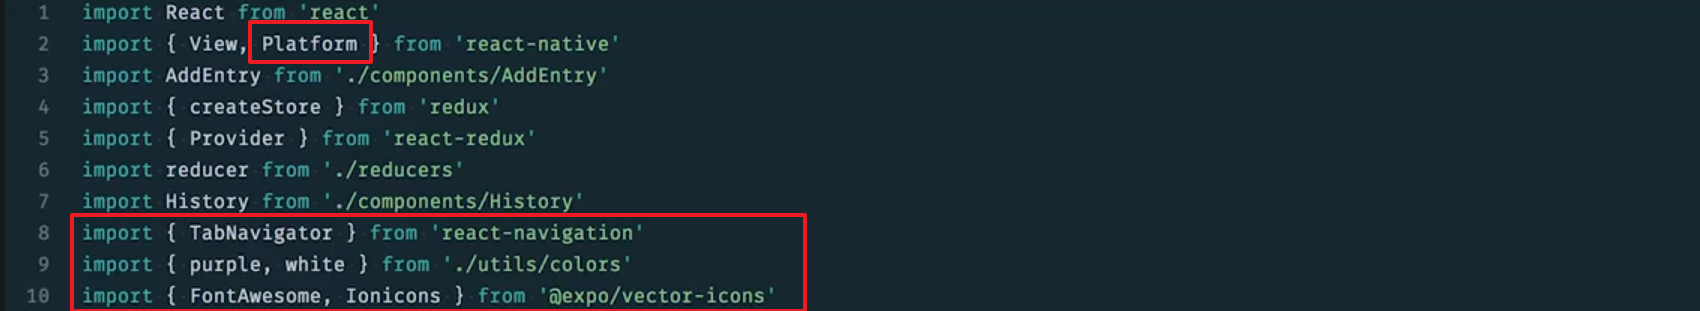 1 import React from 'react'
2 import { View, Platform } from 'react-native'
3 import AddEntry from './components/AddEntry'
4 import { createStore } from 'redux'
5 import { Provider } from 'react-redux'
6 import reducer from './reducers'
7 import History from './components/History'
8 import { TabNavigator } from 'react-navigation'
9 import { purple, white } from './utils/colors'
10 import { FontAwesome, Ionicons } from '@expo/vector-icons'